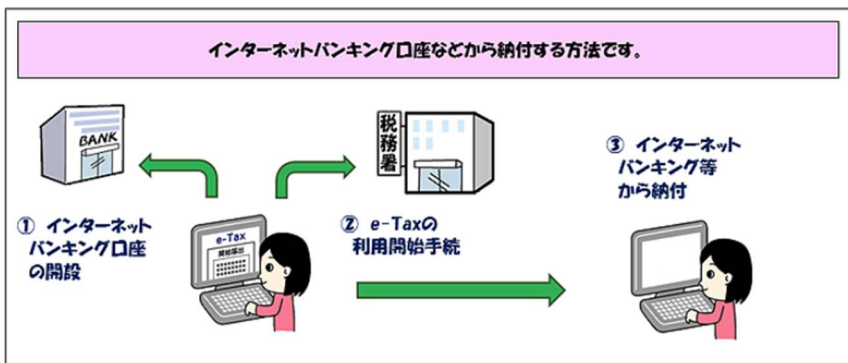 インターネットバンキング口座などから納付する方法です。
BANK
税務署
① インターネット
バンキング口座
の開設
e-Tax
開始届出
② e-Taxの
利用開始手続
③ インターネット
バンキング等
から納付